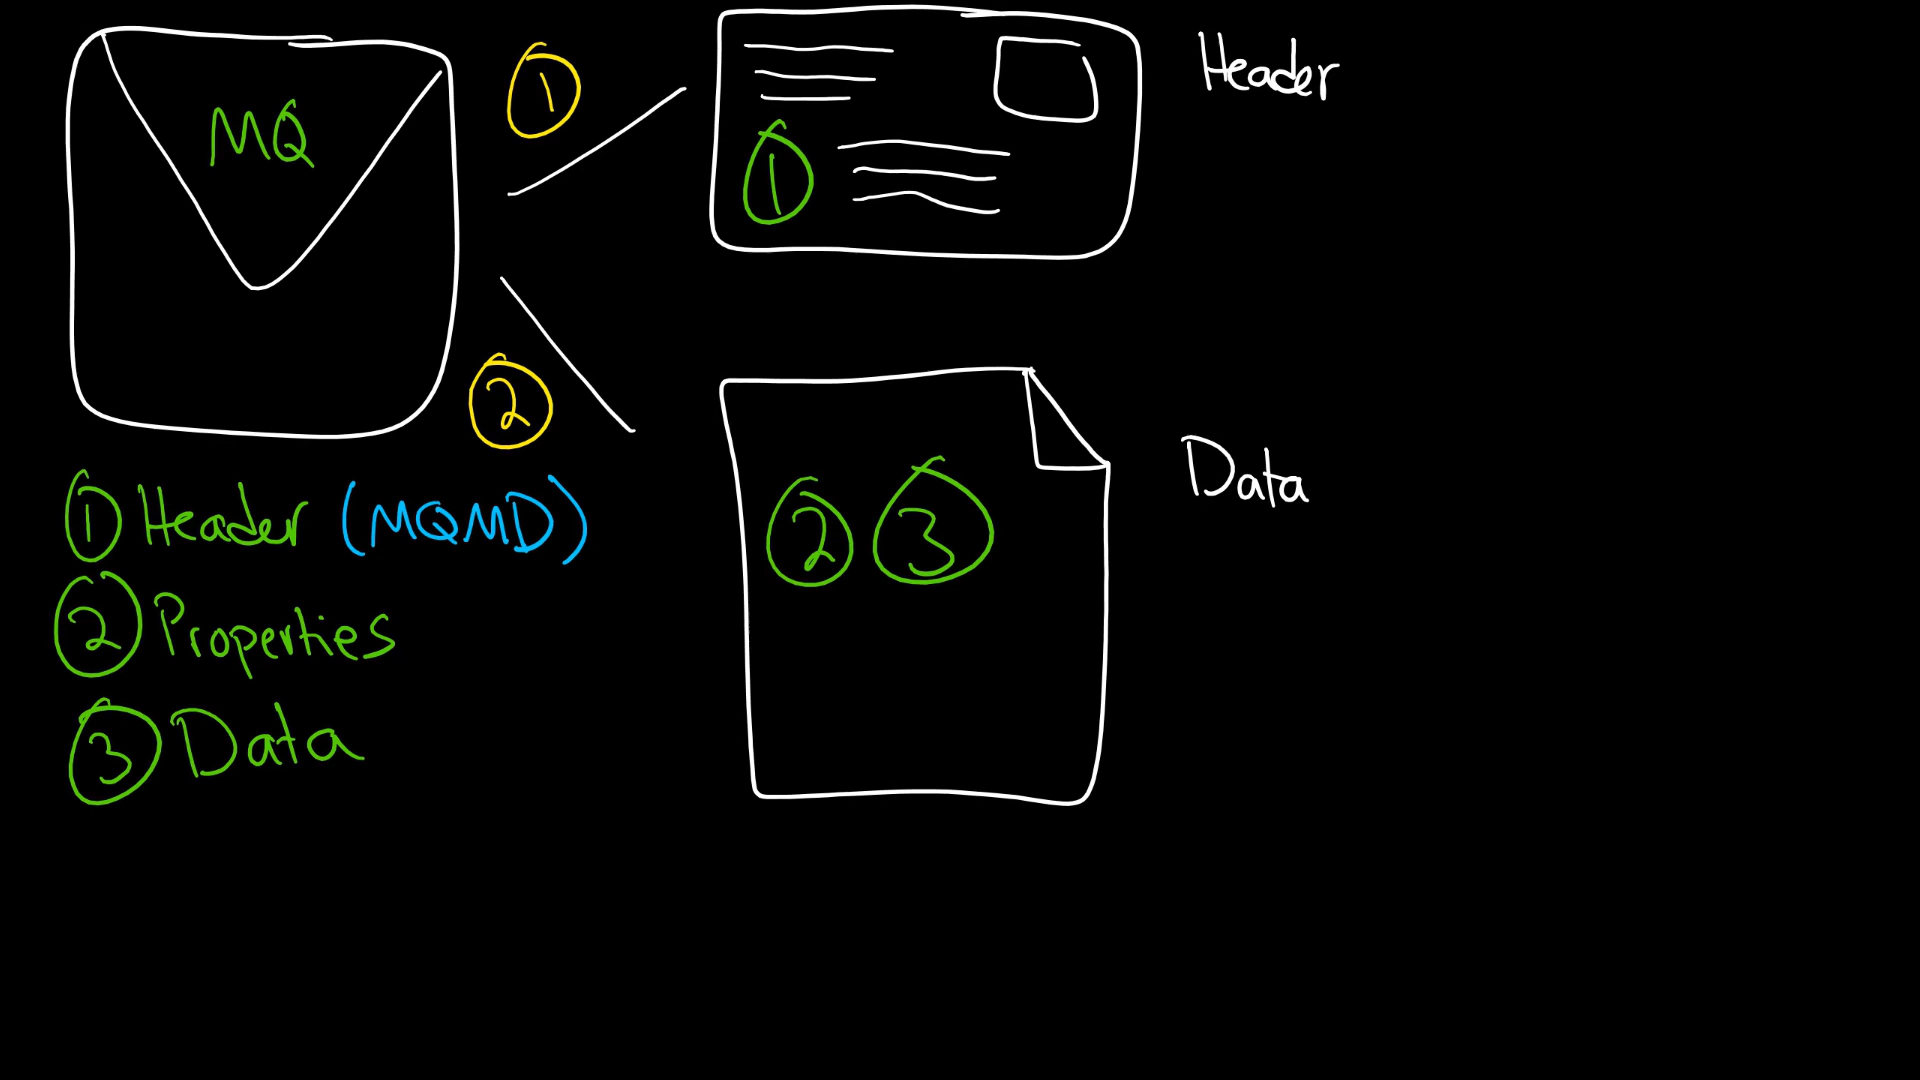 MQ
1
1
Header
2
2 3
Data
1 Header (MQMD)
2 Properties
3 Data